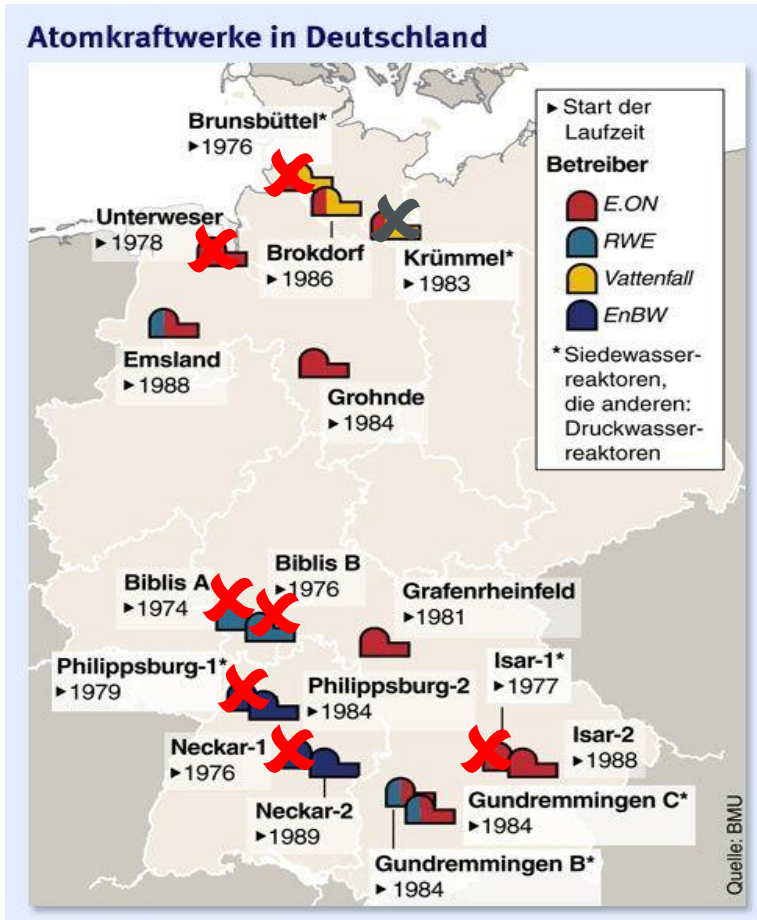 Atomkraftwerke in Deutschland
Brunsbüttel*
▸1976
▸ Start der
Laufzeit
Betreiber
E.ON
RWE
Vattenfall
EnBW
* Siedewasser-
reaktoren,
die anderen:
Druckwasser-
reaktoren
Unterweser
▸ 1978
Brokdorf
▸ 1986
Krümmel*
▸ 1983
Emsland
▸ 1988
Grohnde
▸ 1984
Biblis A
▸ 1974
Biblis B
▸1976
Grafenrheinfeld
▸1981
Philippsburg-1*
▸ 1979
Philippsburg-2
▸ 1984
Isar-1*
▸1977
Isar-2
▸1988
Neckar-1
▸ 1976
Neckar-2
▸1989
Gundremmingen C*
▸1984
Gundremmingen B*
▸ 1984
Quelle: BMU